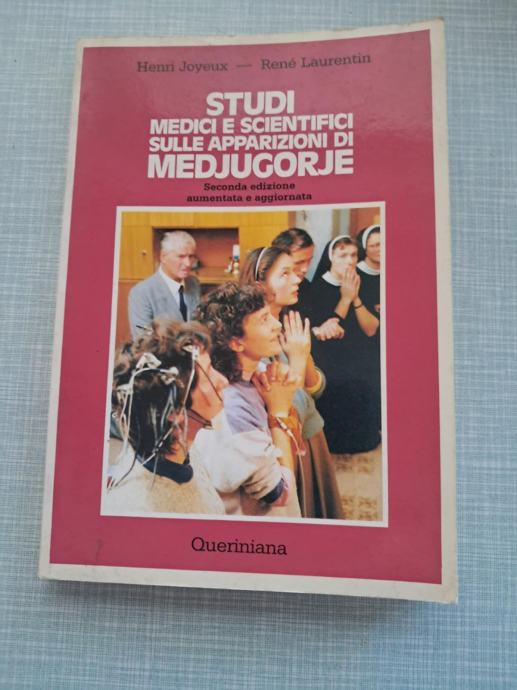 Henri Joyeux — René Laurentin
STUDI
MEDICI E SCIENTIFICI
SULLE APPARIZIONI DI
MEDJUGORJE
Seconda edizione
aumentata e aggiornata
Queriniana